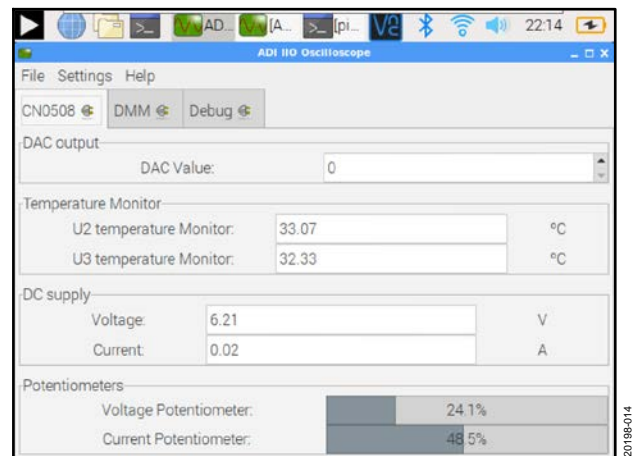 AD... [A... [pi... V2 22:14
ADI IIO Oscilloscope
File Settings Help
CN0508 DMM Debug
DAC output
DAC Value: 0
Temperature Monitor
U2 temperature Monitor: 33.07 °C
U3 temperature Monitor: 32.33 °C
DC supply
Voltage: 6.21 V
Current: 0.02 A
Potentiometers
Voltage Potentiometer: 24.1%
Current Potentiometer: 48.5%
20198-014